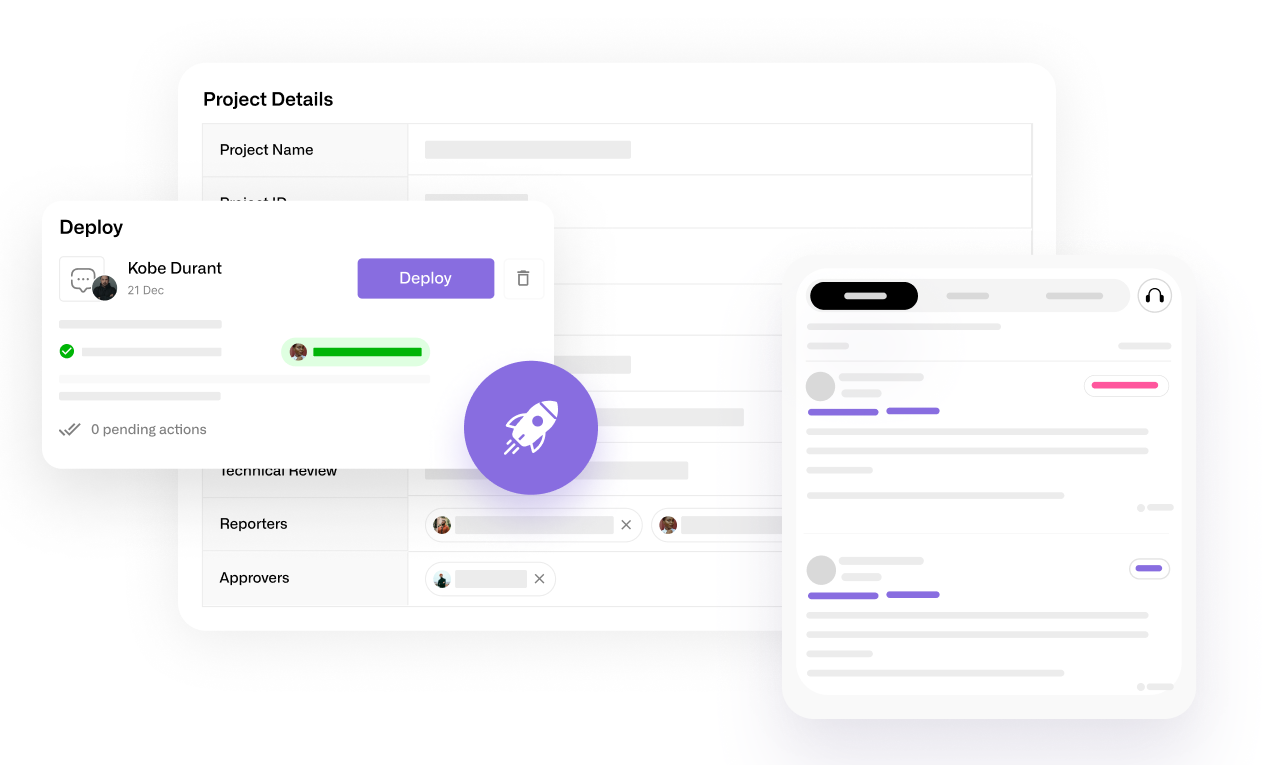 Project Details
Project Name
Project ID
Deploy
Kobe Durant
21 Dec
Deploy
0 pending actions
Technical Review
Reporters
Approvers